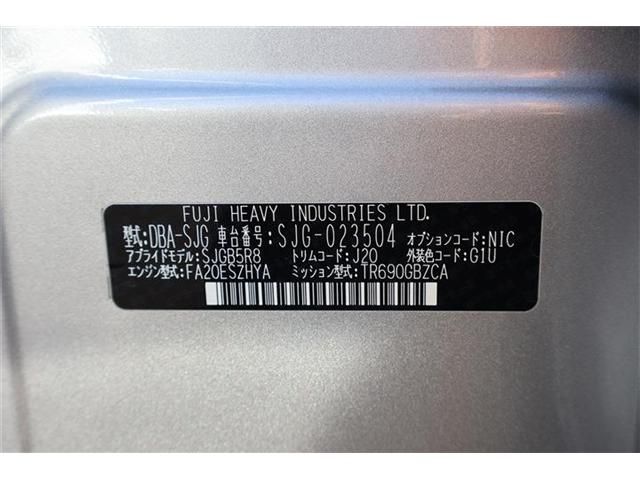 FUJI HEAVY INDUSTRIES LTD.
型式:DBA-SJG 車台番号:SJG-023504 オプションコード:NIC
アプライドモデル:SJGB5R8 トリムコード:J20 外装色コード:G1U
エンジン型式:FA20ESZHYA ミッション型式:TR690GBZCA